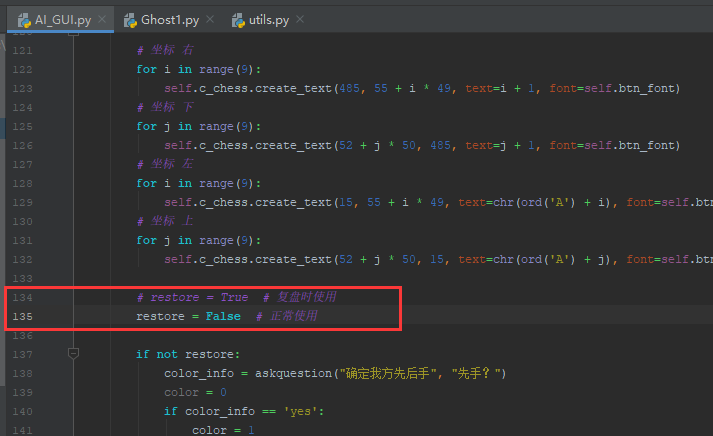 AI_GUI.py × Ghost1.py × utils.py ×
121 # 坐标 右
122 for i in range(9):
123 self.c_chess.create_text(485, 55 + i * 49, text=i + 1, font=self.btn_font)
124 # 坐标 下
125 for j in range(9):
126 self.c_chess.create_text(52 + j * 50, 485, text=j + 1, font=self.btn_font)
127 # 坐标 左
128 for i in range(9):
129 self.c_chess.create_text(15, 55 + i * 49, text=chr(ord('A') + i), font=self.btn
130 # 坐标 上
131 for j in range(9):
132 self.c_chess.create_text(52 + j * 50, 15, text=chr(ord('A') + j), font=self.btn
133
134 # restore = True # 复盘时使用
135 restore = False # 正常使用
136
137 if not restore:
138 color_info = askquestion("确定我方先后手", "先手？")
139 color = 0
140 if color_info == 'yes':
141 color = 1